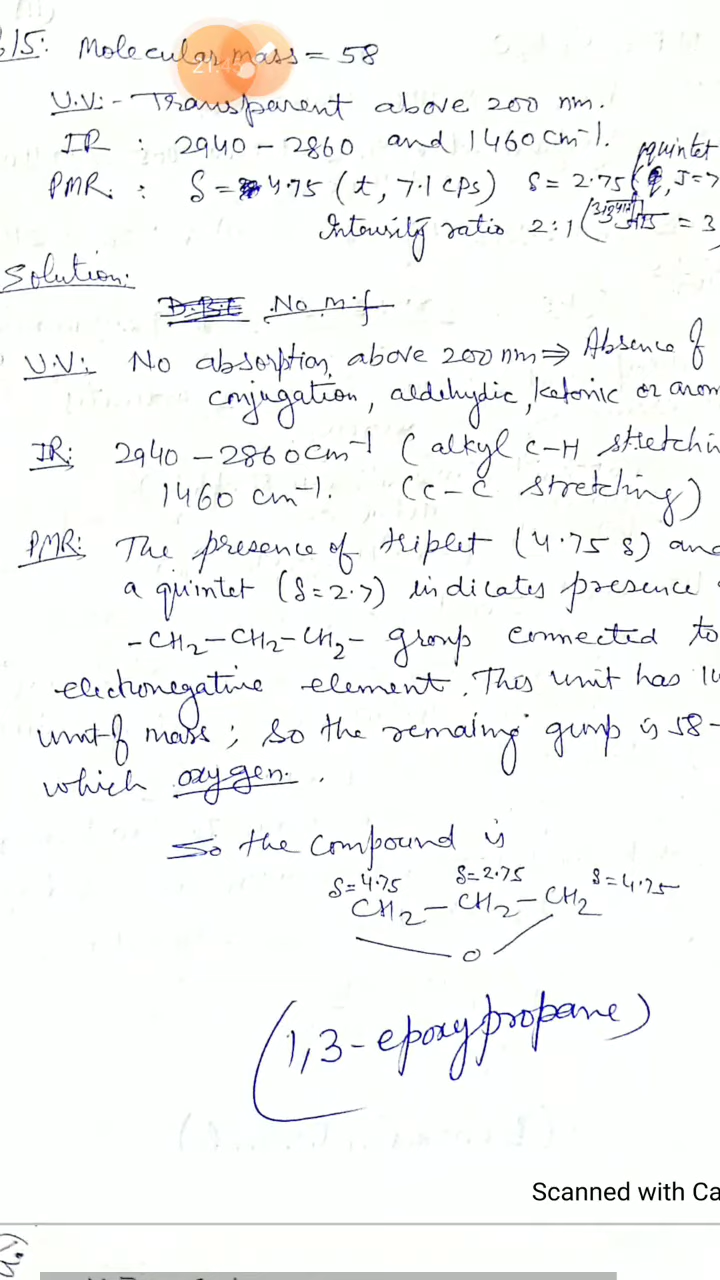 15: Molecular mass = 58
U.V:- Transparent above 200 nm.
IR : 2940 - 2860 and 1460 cm⁻¹.
quintet
PMR : δ = 4.75 (t, 7.1 cps) δ = 2.75 ( , J=7
Intensity ratio 2:1 ( = 3
Solution:
D.B.E No m.f
U.V: No absorption above 200 nm ⇒ Absence of
conjugation, aldehydic, ketonic or arom
IR: 2940 - 2860 cm⁻¹ ( alkyl C-H stretchin
1460 cm⁻¹. (C-C stretching)
PMR: The presence of triplet (4.75 δ) and
a quintet (δ = 2.7) indicates presence
-CH₂-CH₂-CH₂- group connected to
electronegative element. This unit has
unit of mass; so the remaing group is 58-
which oxygen.
So the compound is
δ=4.75 δ=2.75 δ=4.75
CH₂-CH₂-CH₂
O
(1,3-epoxypropane)
Scanned with Ca